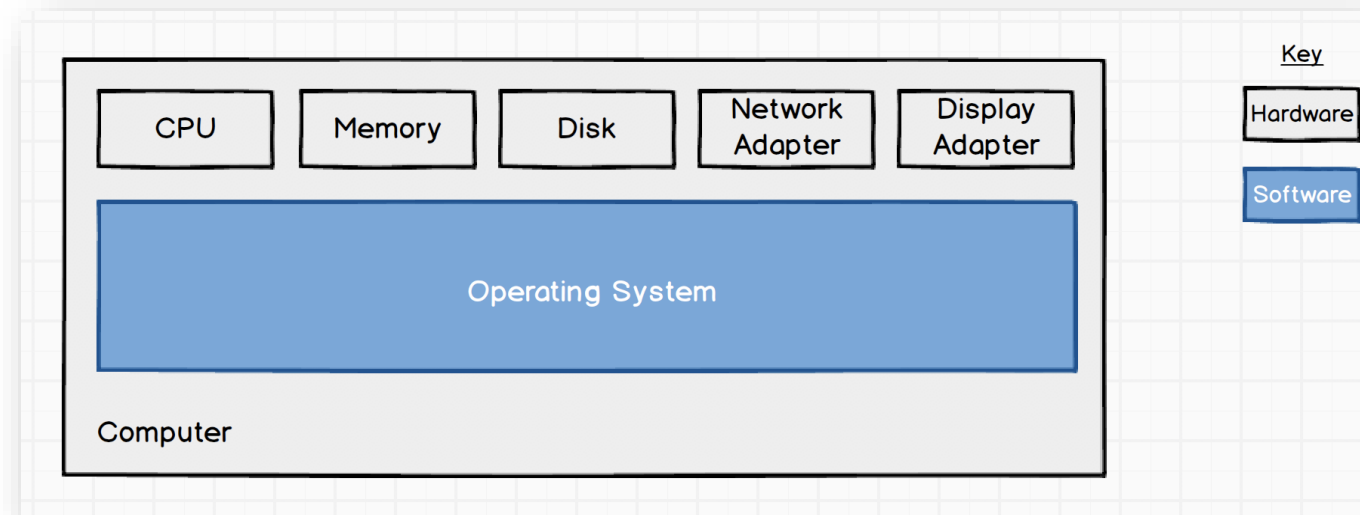 Key
CPU
Memory
Disk
Network
Adapter
Display
Adapter
Hardware
Software
Operating System
Computer